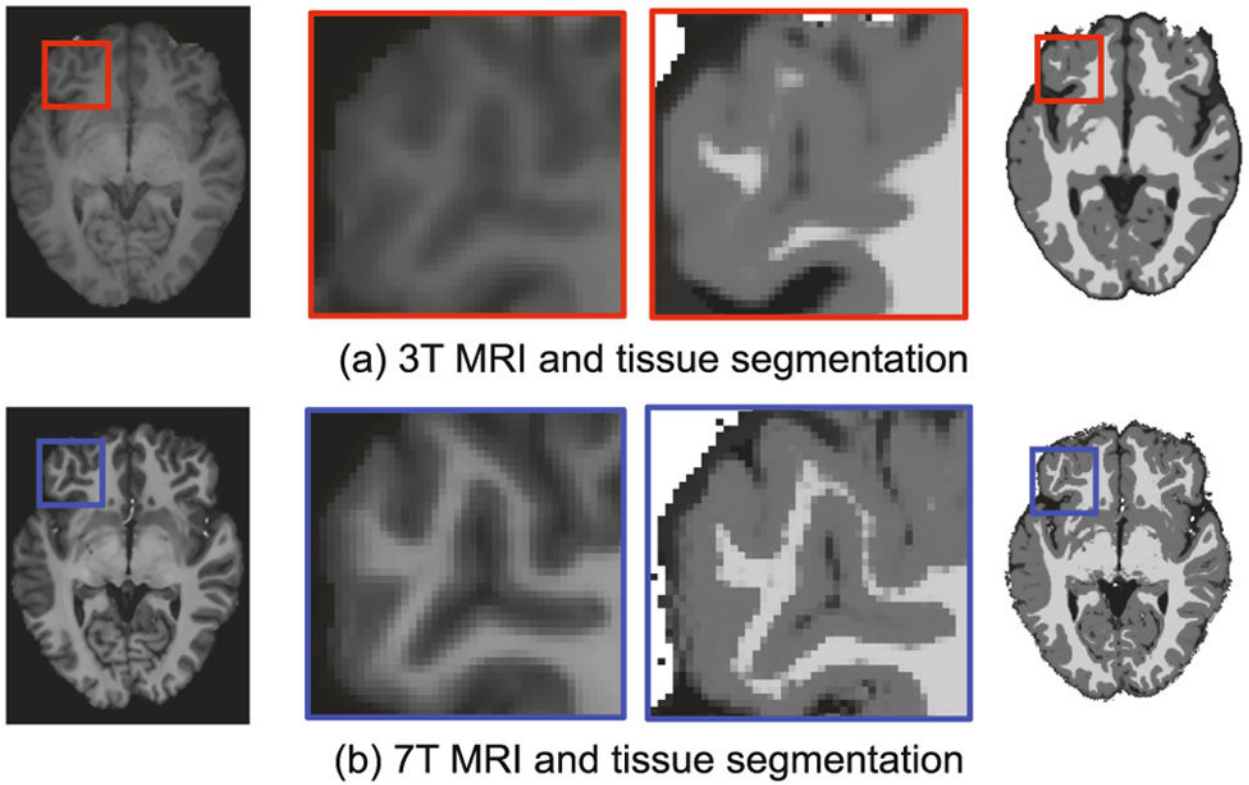 (a) 3T MRI and tissue segmentation
(b) 7T MRI and tissue segmentation